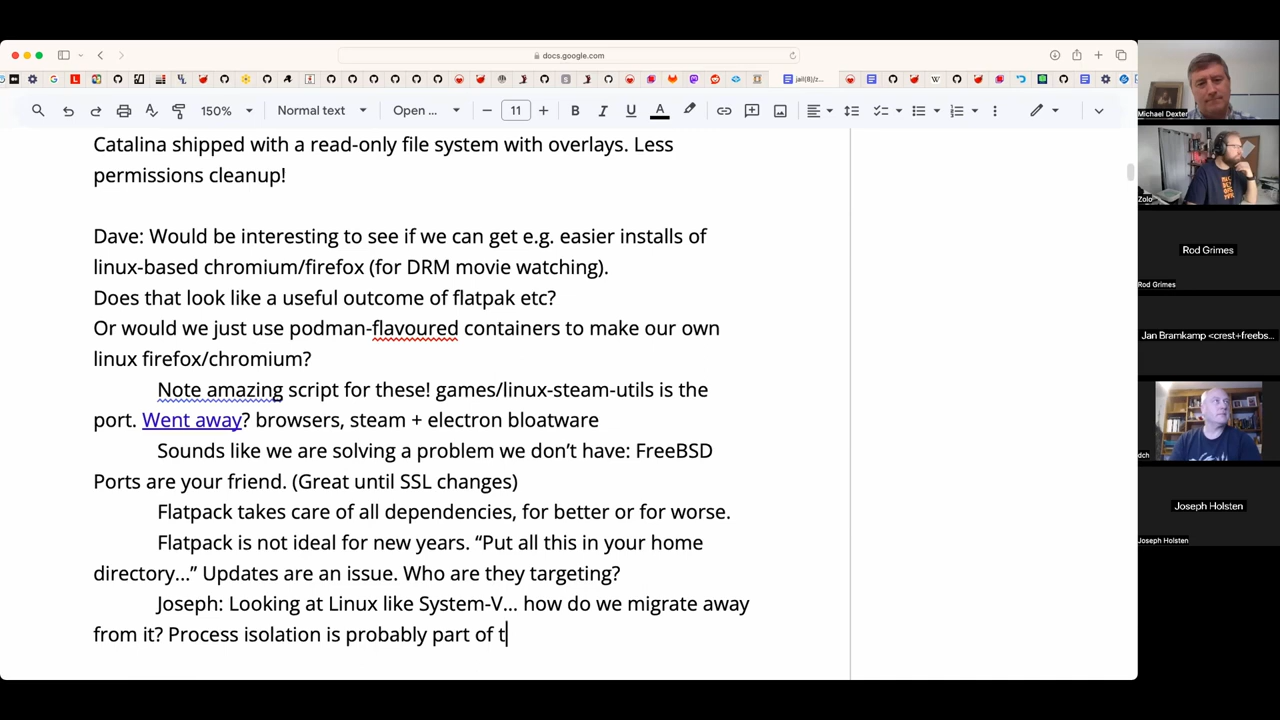 docs.google.com
jail(8)/z...
150%
Normal text
Open ...
11
B
I
U
A
Catalina shipped with a read-only file system with overlays. Less
permissions cleanup!
Dave: Would be interesting to see if we can get e.g. easier installs of
linux-based chromium/firefox (for DRM movie watching).
Does that look like a useful outcome of flatpak etc?
Or would we just use podman-flavoured containers to make our own
linux firefox/chromium?
Note amazing script for these! games/linux-steam-utils is the
port. Went away? browsers, steam + electron bloatware
Sounds like we are solving a problem we don’t have: FreeBSD
Ports are your friend. (Great until SSL changes)
Flatpack takes care of all dependencies, for better or for worse.
Flatpack is not ideal for new years. “Put all this in your home
directory...” Updates are an issue. Who are they targeting?
Joseph: Looking at Linux like System-V... how do we migrate away
from it? Process isolation is probably part of t
Michael Dexter
Zolo
Rod Grimes
Rod Grimes
Jan Bramkamp <crest+freebs...
dch
Joseph Holsten
Joseph Holsten